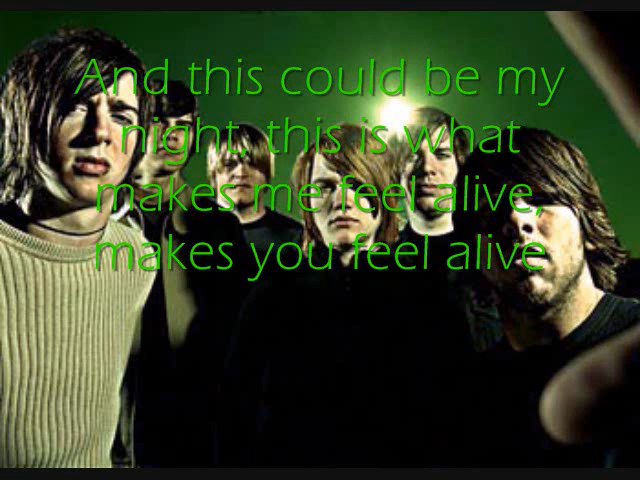 And this could be my
night, this is what
makes me feel alive,
makes you feel alive